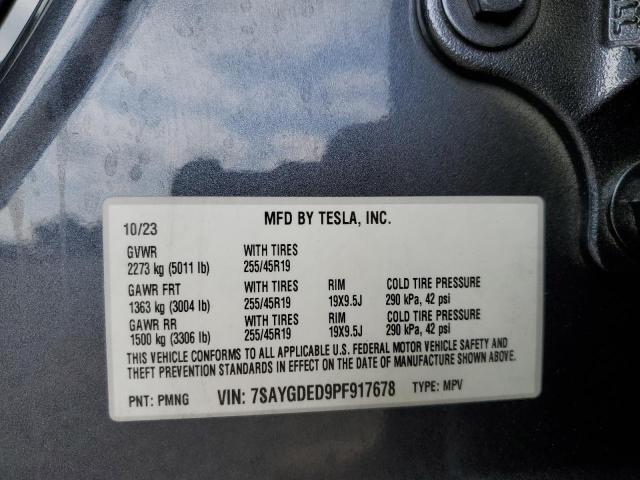 MFD BY TESLA, INC.
10/23
GVWR WITH TIRES
2273 kg (5011 lb) 255/45R19
GAWR FRT WITH TIRES RIM COLD TIRE PRESSURE
1363 kg (3004 lb) 255/45R19 19X9.5J 290 kPa, 42 psi
GAWR RR WITH TIRES RIM COLD TIRE PRESSURE
1500 kg (3306 lb) 255/45R19 19X9.5J 290 kPa, 42 psi
THIS VEHICLE CONFORMS TO ALL APPLICABLE U.S. FEDERAL MOTOR VEHICLE SAFETY AND
THEFT PREVENTION STANDARDS IN EFFECT ON THE DATE OF MANUFACTURE SHOWN ABOVE.
PNT: PMNG VIN: 7SAYGDED9PF917678 TYPE: MPV